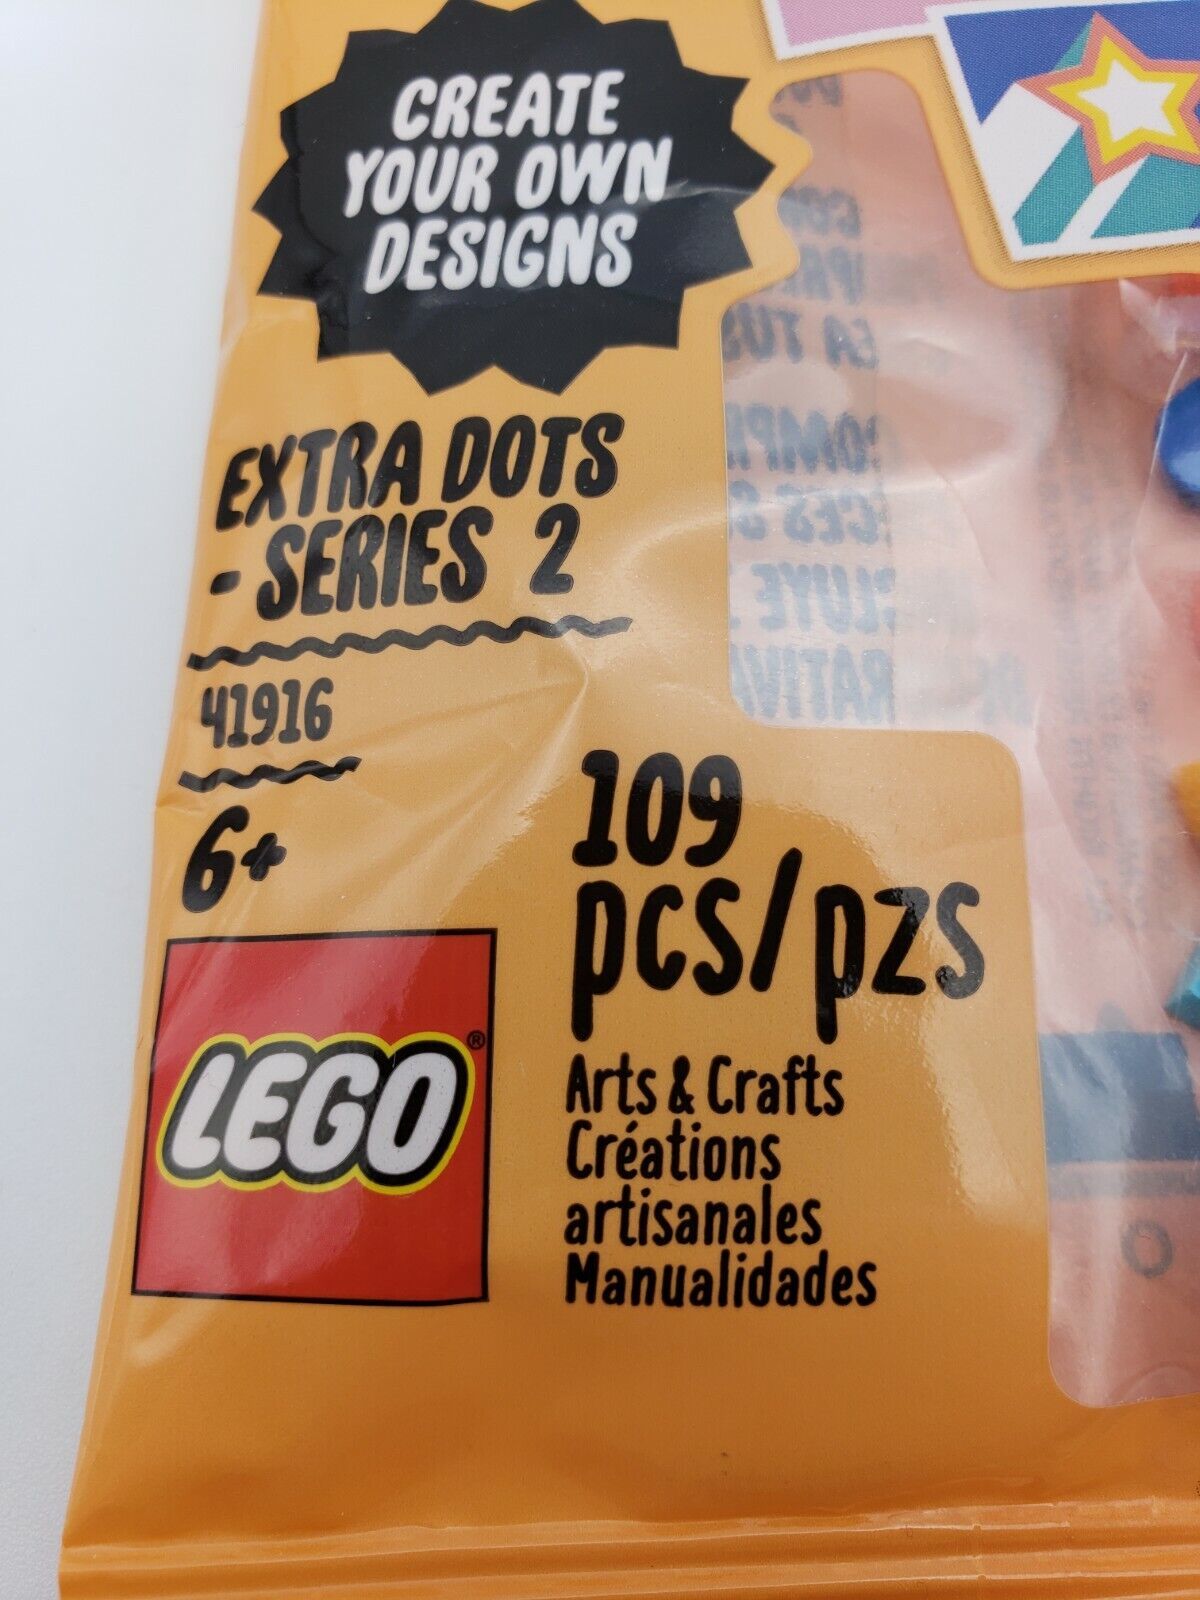 CREATE
YOUR OWN
DESIGNS
EXTRA DOTS
- SERIES 2
41916
6+
109
pcs/pzs
LEGO®
Arts & Crafts
Créations
artisanales
Manualidades